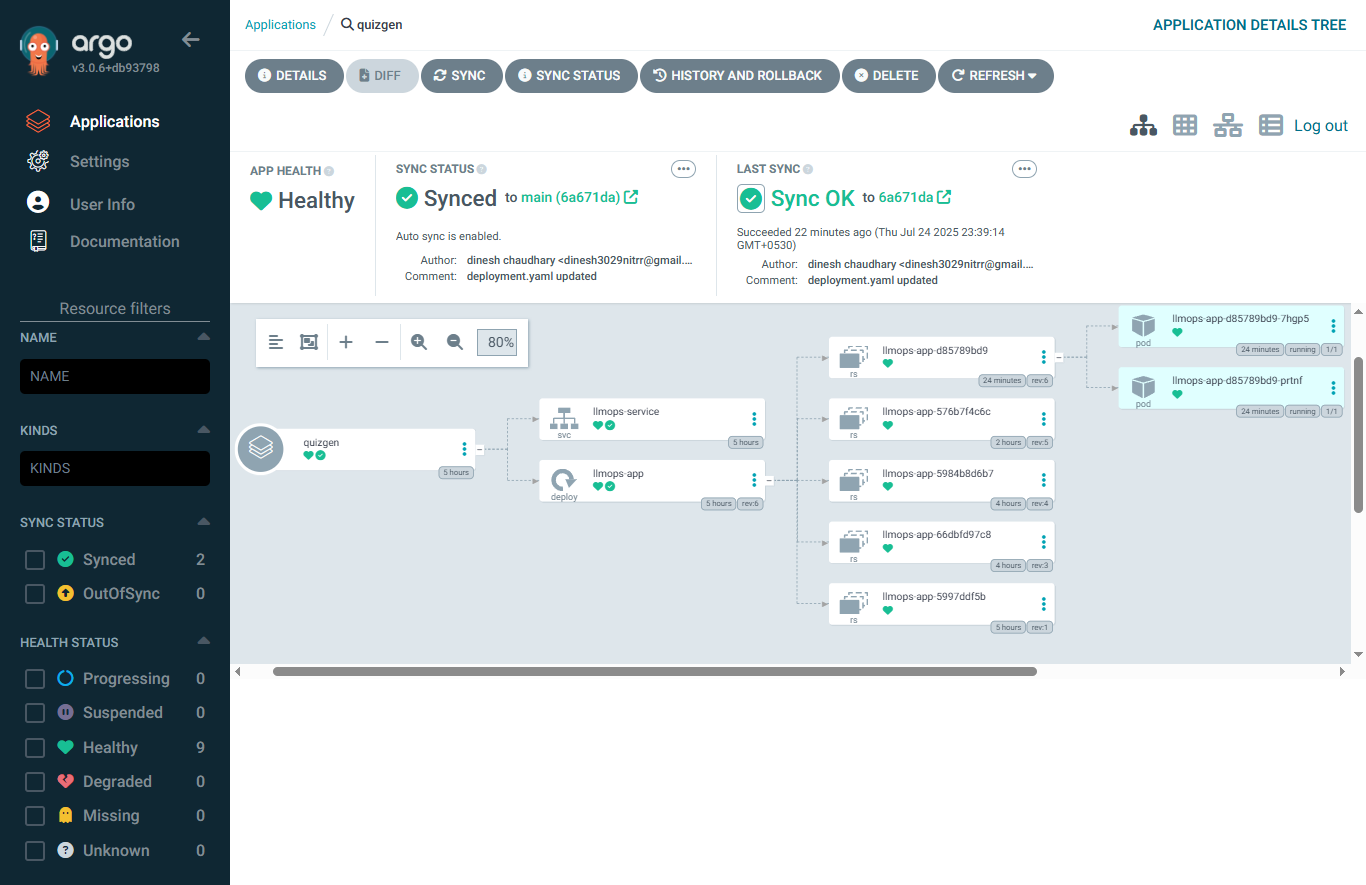 argo
v3.0.6+db93798
Applications
Settings
User Info
Documentation
Resource filters
NAME
NAME
KINDS
KINDS
SYNC STATUS
Synced 2
OutOfSync 0
HEALTH STATUS
Progressing 0
Suspended 0
Healthy 9
Degraded 0
Missing 0
Unknown 0
Applications / quizgen
APPLICATION DETAILS TREE
DETAILS DIFF SYNC SYNC STATUS HISTORY AND ROLLBACK DELETE REFRESH
Log out
APP HEALTH
Healthy
SYNC STATUS
Synced to main (6a671da)
Auto sync is enabled.
Author: dinesh chaudhary <dinesh3029nitrr@gmail....
Comment: deployment.yaml updated
LAST SYNC
Sync OK to 6a671da
Succeeded 22 minutes ago (Thu Jul 24 2025 23:39:14
GMT+0530)
Author: dinesh chaudhary <dinesh3029nitrr@gmail....
Comment: deployment.yaml updated
80%
quizgen
5 hours
llmops-service
svc
5 hours
llmops-app
deploy
5 hours rev:6
llmops-app-d85789bd9
rs
24 minutes rev:6
llmops-app-576b7f4c6c
rs
2 hours rev:5
llmops-app-5984b8d6b7
rs
4 hours rev:4
llmops-app-66dbfd97c8
rs
4 hours rev:3
llmops-app-5997ddf5b
rs
5 hours rev:1
llmops-app-d85789bd9-7hgp5
pod
24 minutes running 1/1
llmops-app-d85789bd9-prtnf
pod
24 minutes running 1/1